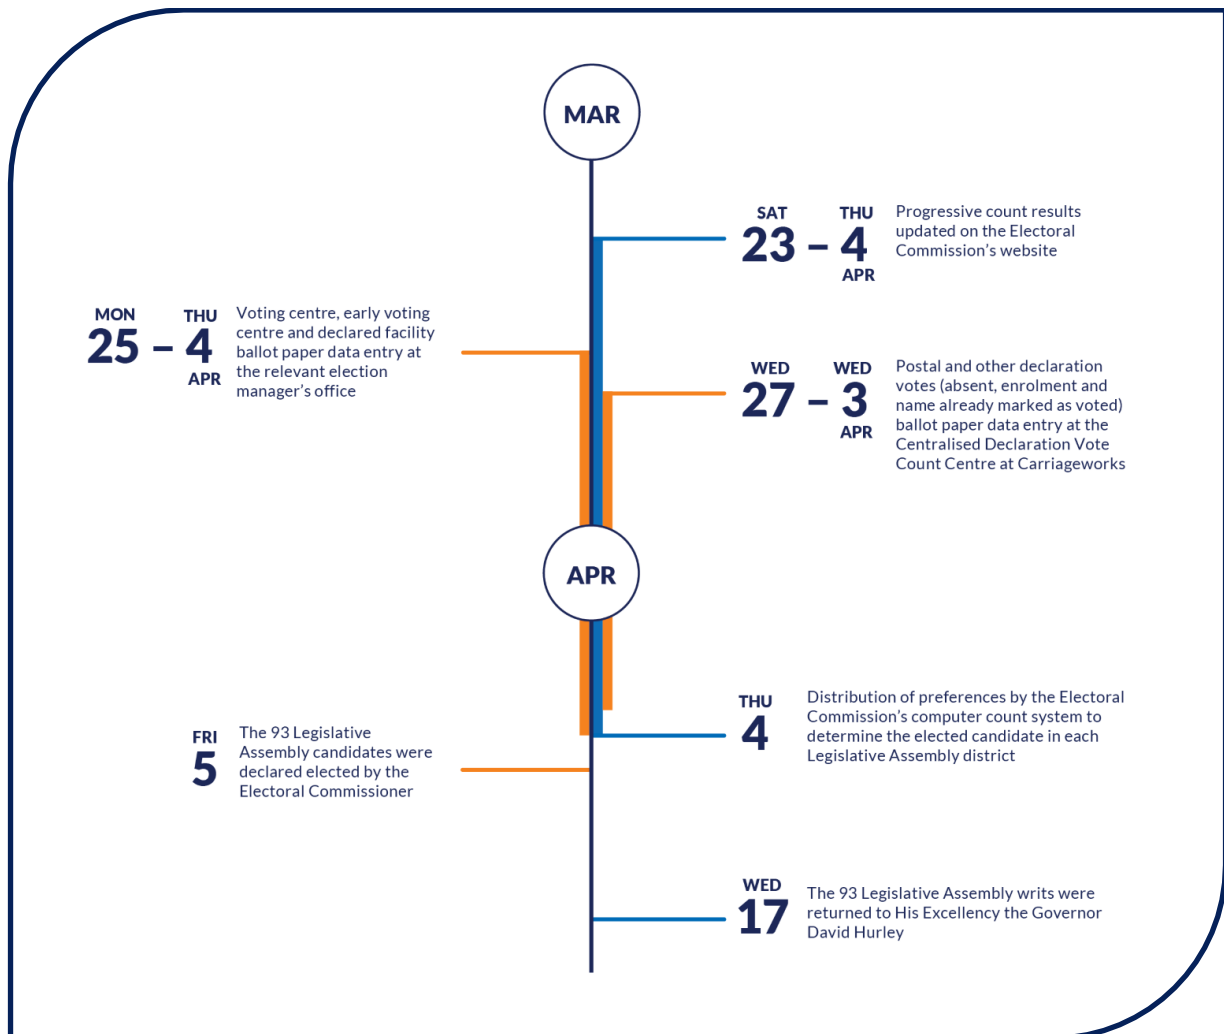 MAR
SAT THU
23 – 4
APR
Progressive count results
updated on the Electoral
Commission's website
MON THU
25 – 4
APR
Voting centre, early voting
centre and declared facility
ballot paper data entry at
the relevant election
manager's office
WED WED
27 – 3
APR
Postal and other declaration
votes (absent, enrolment and
name already marked as voted)
ballot paper data entry at the
Centralised Declaration Vote
Count Centre at Carriageworks
APR
THU
4
Distribution of preferences by the Electoral
Commission's computer count system to
determine the elected candidate in each
Legislative Assembly district
FRI
5
The 93 Legislative
Assembly candidates were
declared elected by the
Electoral Commissioner
WED
17
The 93 Legislative Assembly writs were
returned to His Excellency the Governor
David Hurley